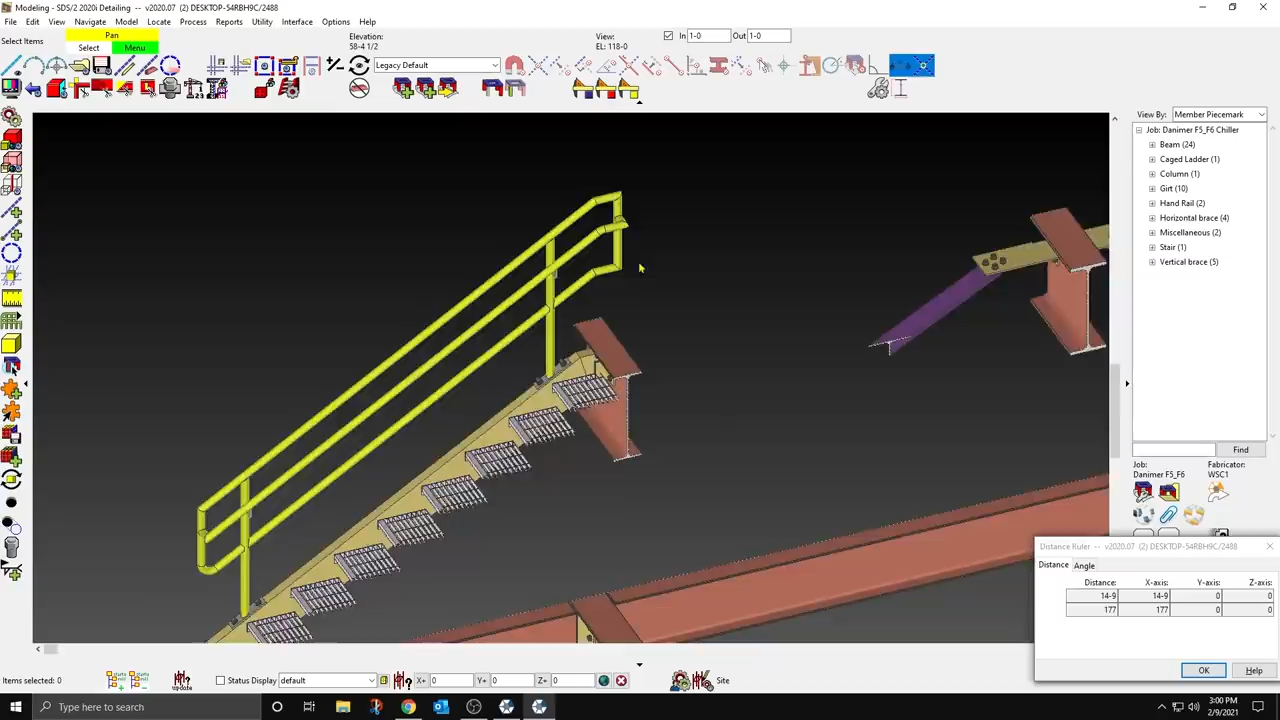 Modeling - SDS/2 2020i Detailing -- v2020.07 (2) DESKTOP-54RBH9C/2488
File Edit View Navigate Model Locate Process Reports Utility Interface Options Help
Select Items
Pan
Select Menu
Elevation:
58-4 1/2
View:
EL: 118-0
In 1-0 Out 1-0
Legacy Default
View By: Member Piecemark
Job: Danimer F5_F6 Chiller
Beam (24)
Caged Ladder (1)
Column (1)
Girt (10)
Hand Rail (2)
Horizontal brace (4)
Miscellaneous (2)
Stair (1)
Vertical brace (5)
Find
Job: Fabricator:
Danimer F5_F6 WSC1
Distance Ruler -- v2020.07 (2) DESKTOP-54RBH9C/2488
Distance Angle
Distance: X-axis: Y-axis: Z-axis:
14-9 14-9 0 0
177 177 0 0
OK Help
Items selected: 0
update
Status Display default
X+ 0 Y+ 0 Z+ 0
Site
Type here to search
3:00 PM
2/9/2021